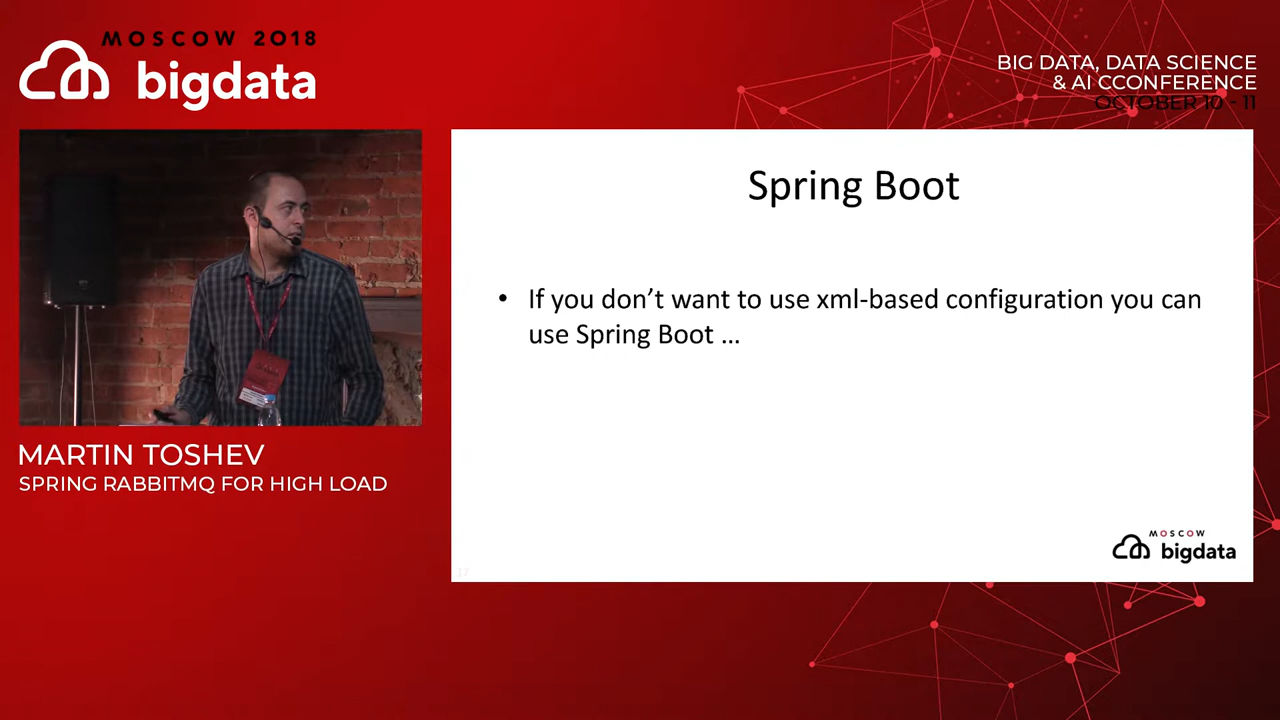 MOSCOW 2018
bigdata
BIG DATA, DATA SCIENCE
& AI CCONFERENCE
OCTOBER 10 - 11
Spring Boot
• If you don’t want to use xml-based configuration you can
use Spring Boot …
MARTIN TOSHEV
SPRING RABBITMQ FOR HIGH LOAD
MOSCOW
bigdata
17